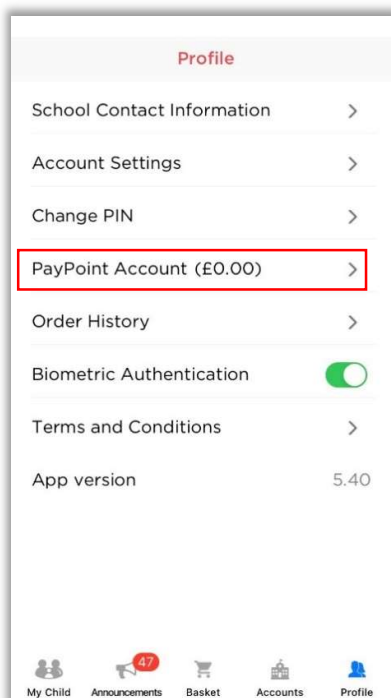 Profile
School Contact Information
Account Settings
Change PIN
PayPoint Account (£0.00)
Order History
Biometric Authentication
Terms and Conditions
App version 5.40
47
My Child Announcements Basket Accounts Profile